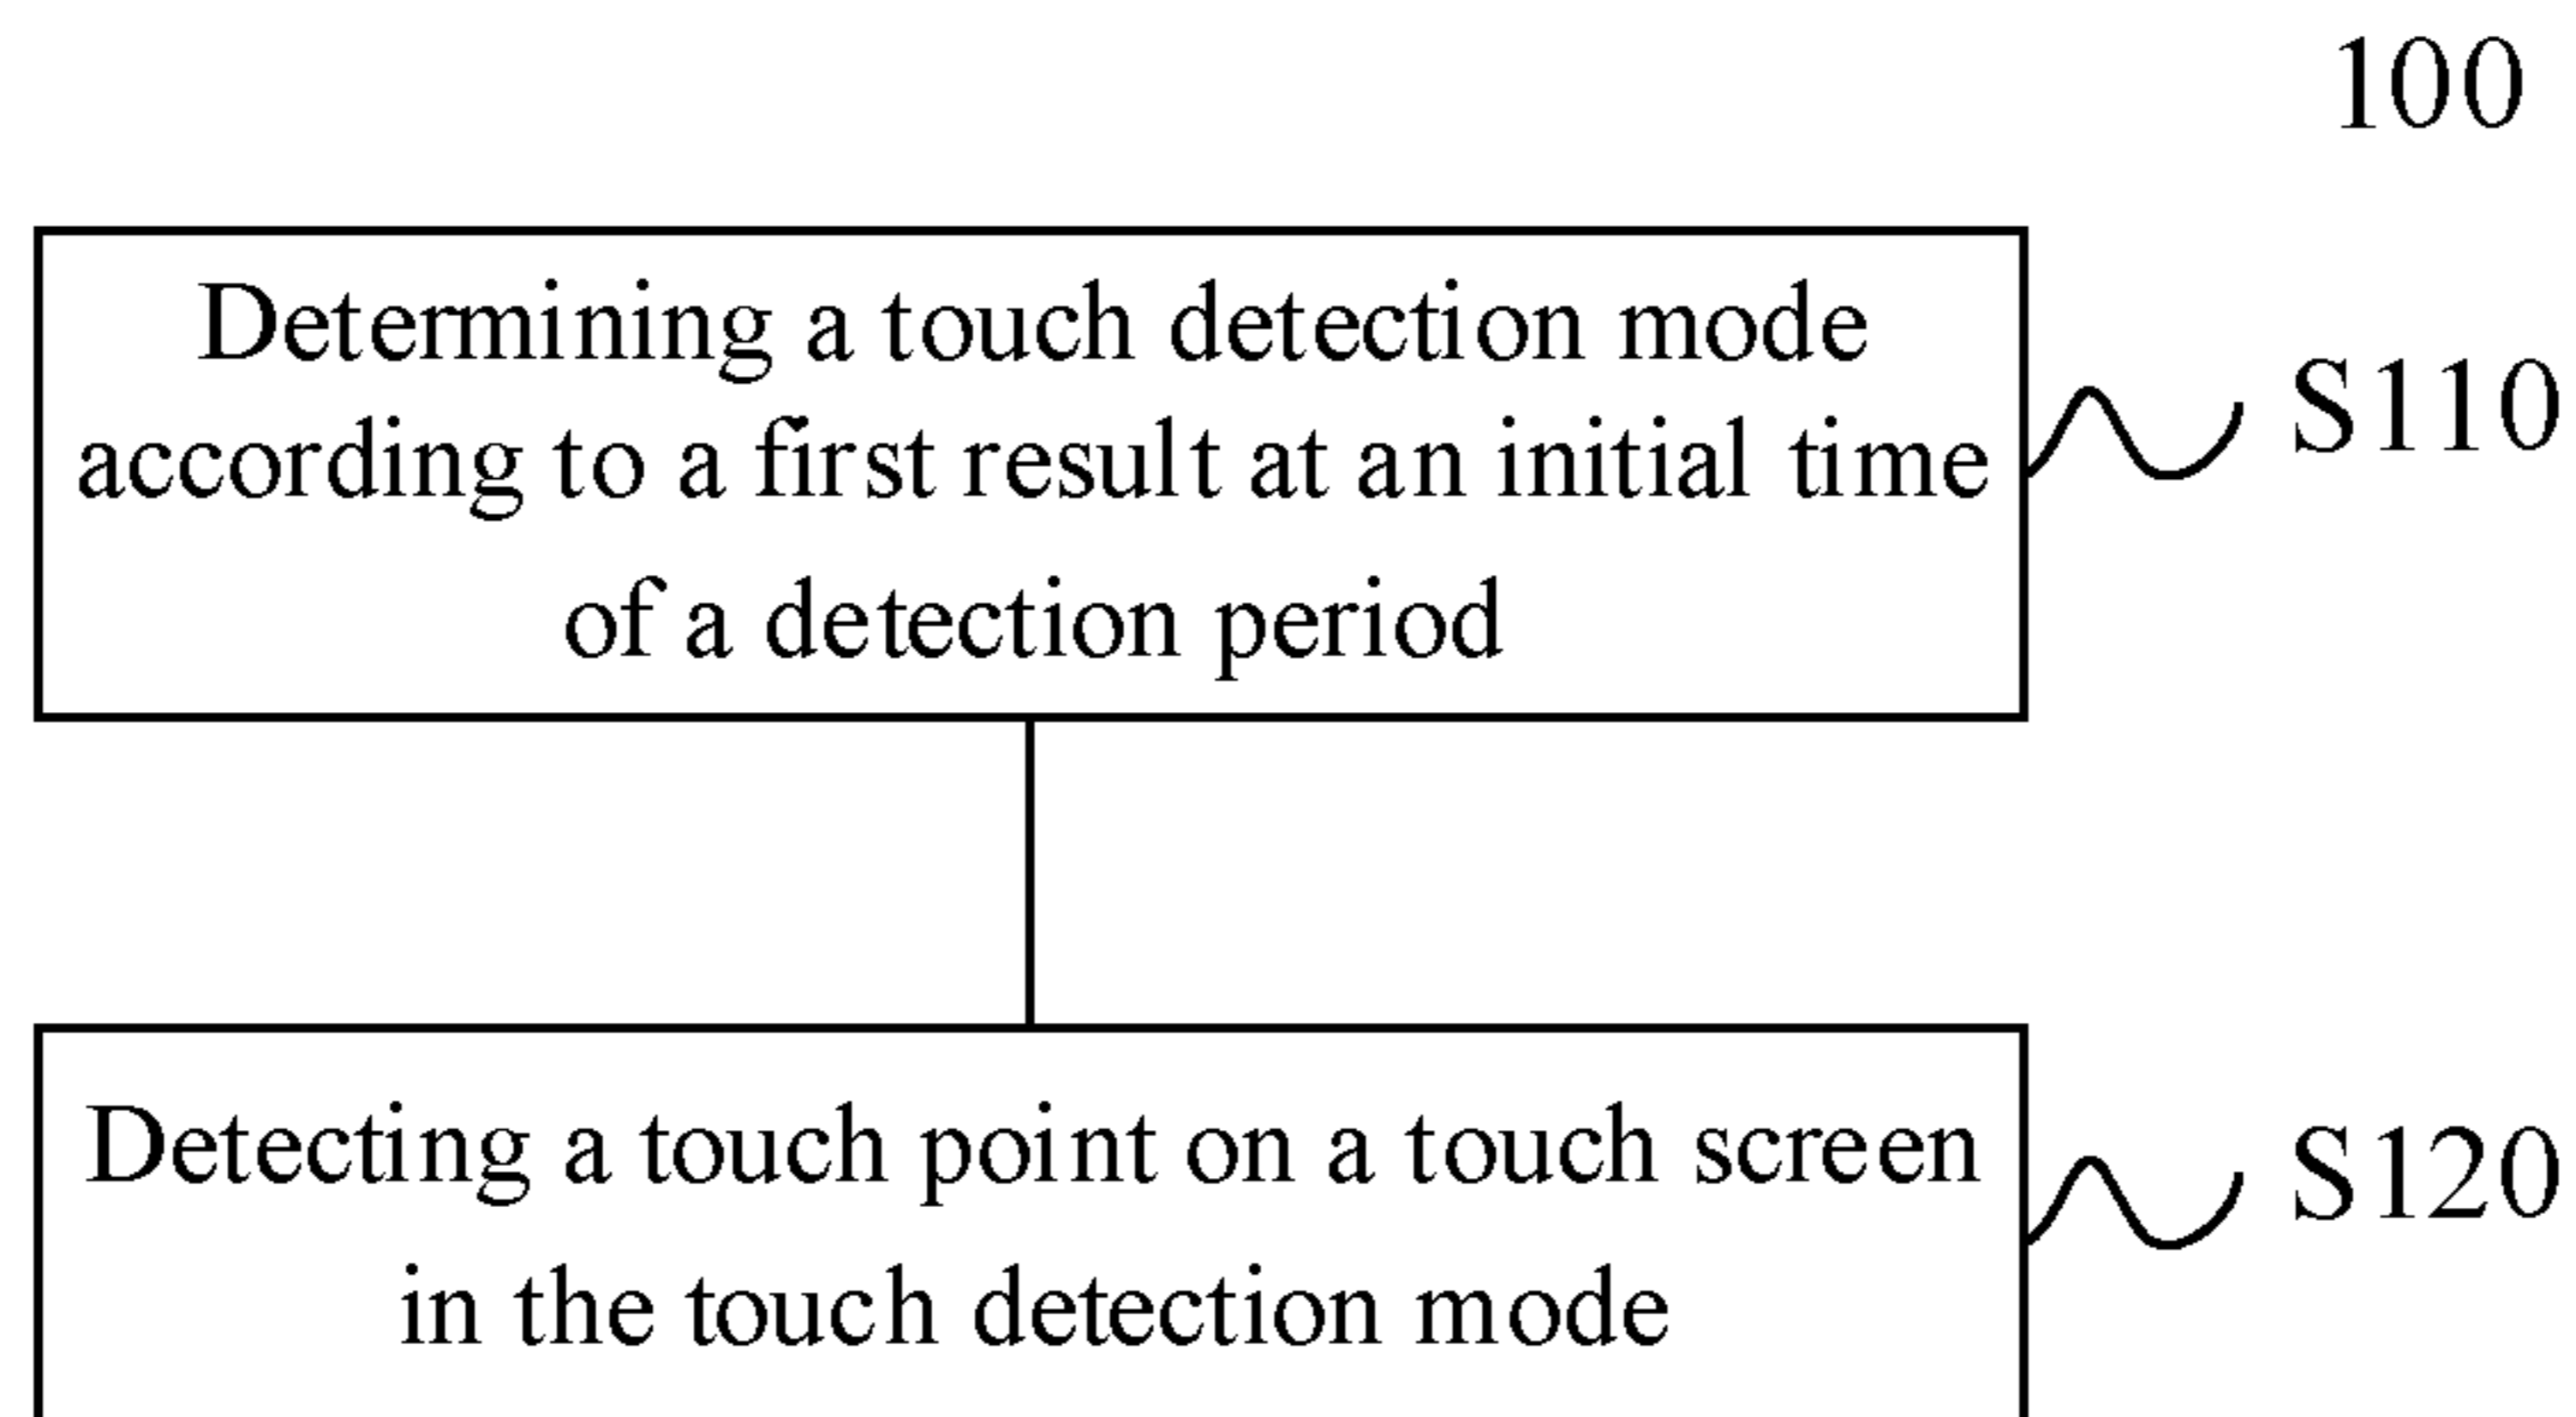 100
Determining a touch detection mode
according to a first result at an initial time
of a detection period
S110
Detecting a touch point on a touch screen
in the touch detection mode
S120